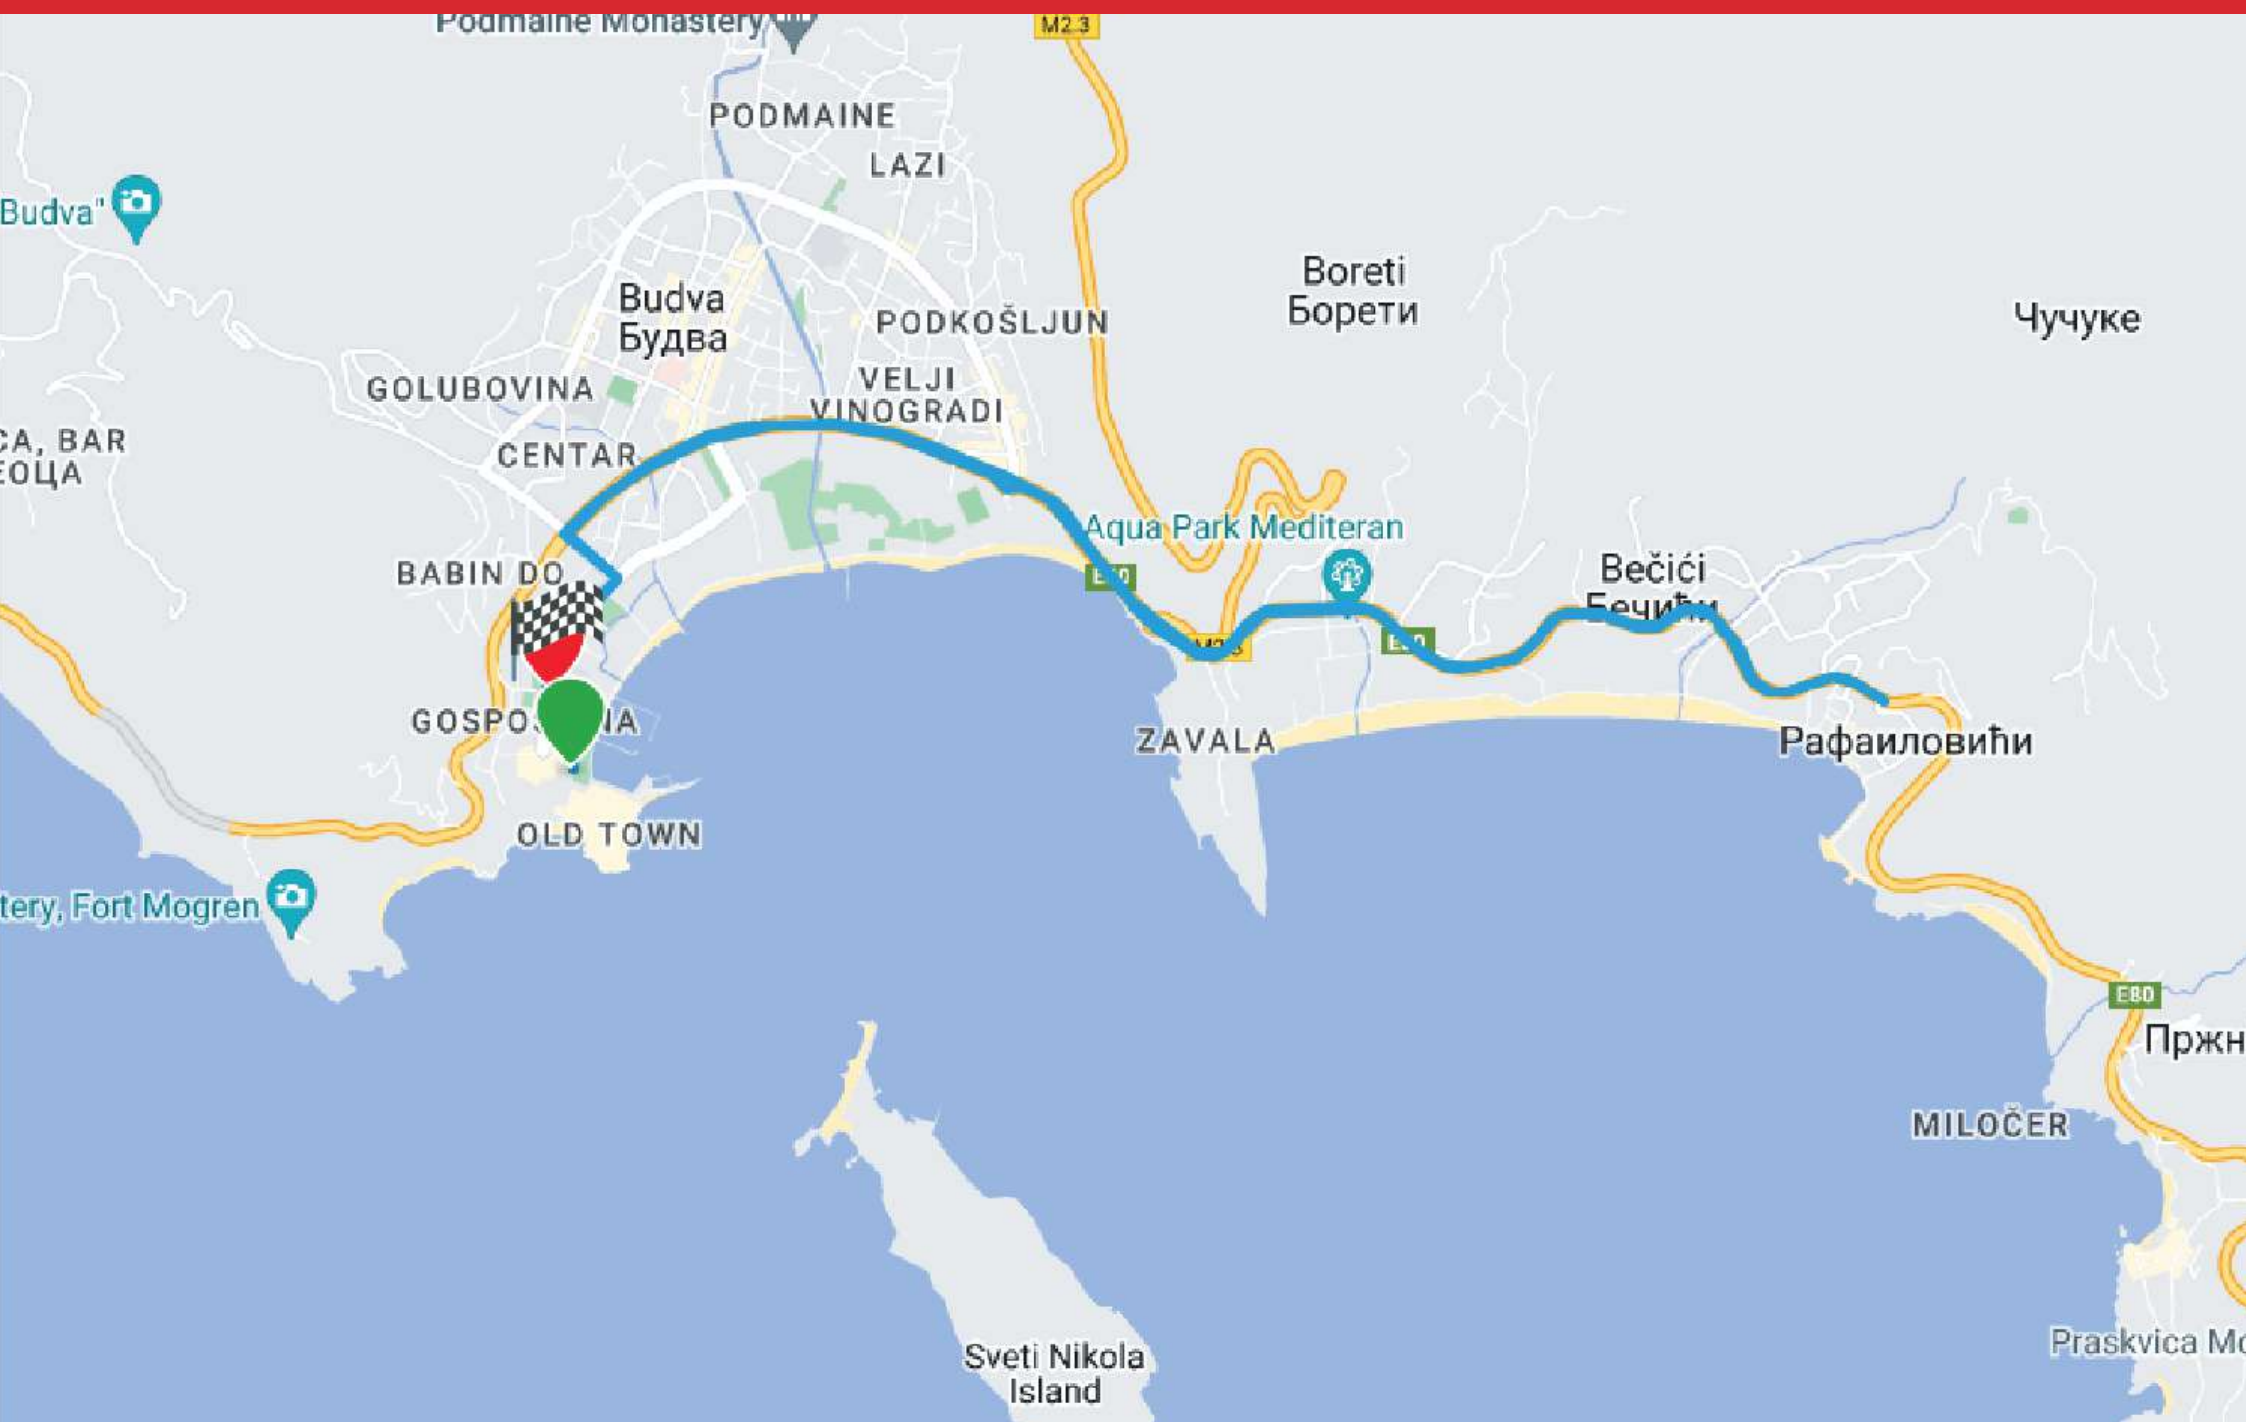 Podmaine Monastery
M2.3
PODMAINE
LAZI
Budva"
Boreti
Борети
Budva
Будва
PODKOŠLJUN
Чучуке
GOLUBOVINA
VELJI
VINOGRADI
CA, BAR
ЕОЦА
CENTAR
Aqua Park Mediteran
BABIN DO
Bečići
Бечићи
ZAVALA
Рафаиловићи
OLD TOWN
tery, Fort Mogren
E80
Пржн
MILOČER
Praskvica Mo
Sveti Nikola
Island